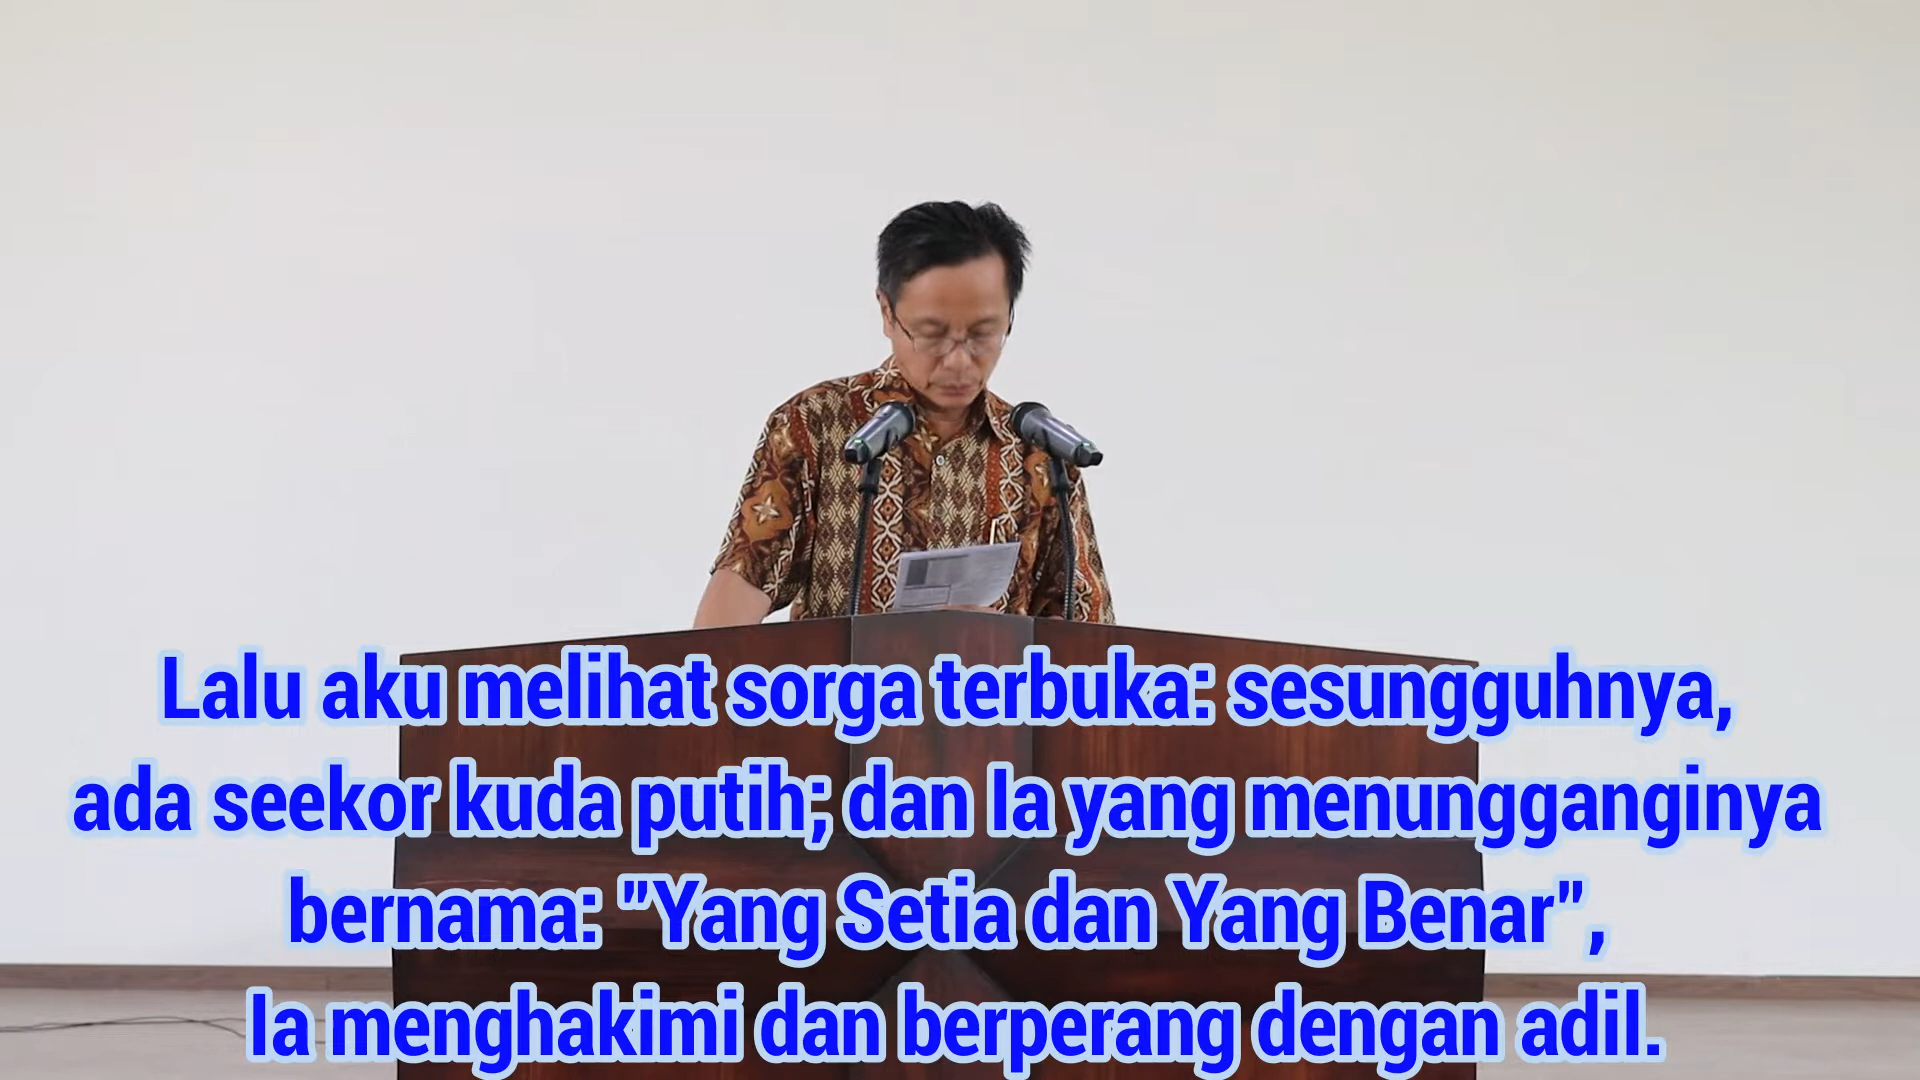 Lalu aku melihat sorga terbuka: sesungguhnya,
ada seekor kuda putih; dan Ia yang menungganginya
bernama: "Yang Setia dan Yang Benar",
Ia menghakimi dan berperang dengan adil.